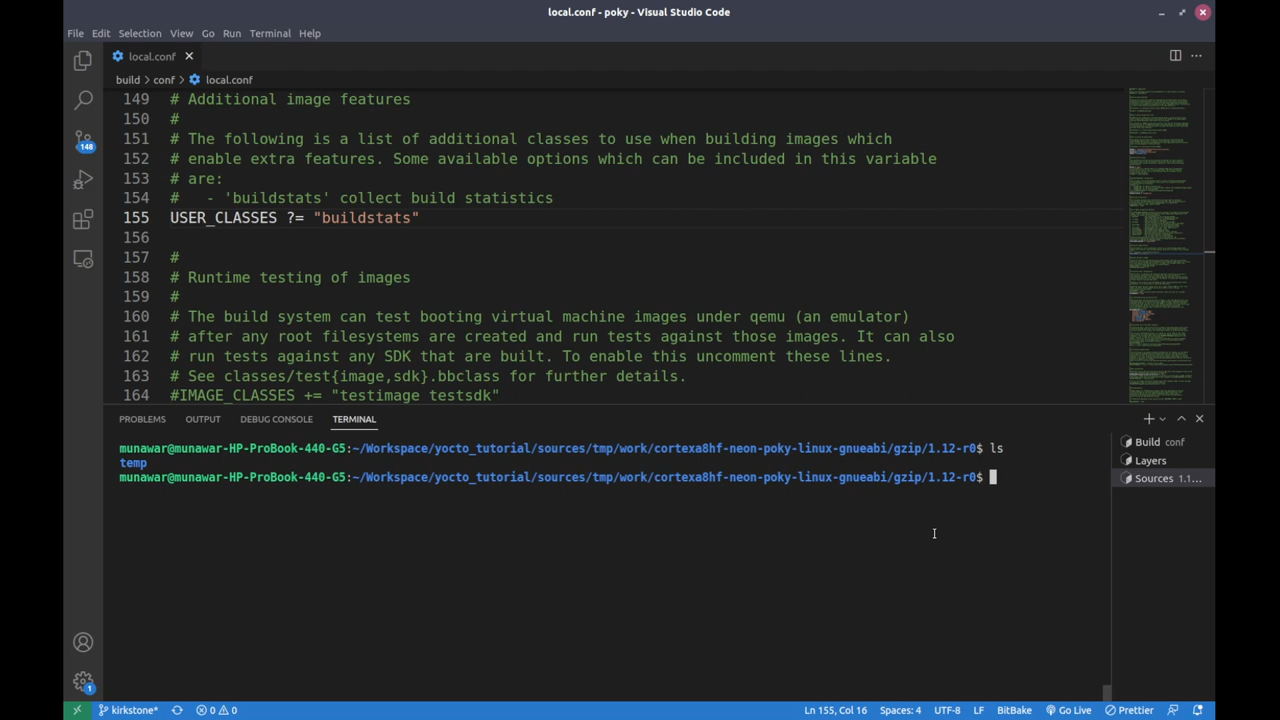 local.conf - poky - Visual Studio Code
File Edit Selection View Go Run Terminal Help
local.conf
build > conf > local.conf
149 # Additional image features
150 #
151 # The following is a list of additional classes to use when building images which
152 # enable extra features. Some available options which can be included in this variable
153 # are:
154 #   - 'buildstats' collect build statistics
155 USER_CLASSES ?= "buildstats"
156
157 #
158 # Runtime testing of images
159 #
160 # The build system can test booting virtual machine images under qemu (an emulator)
161 # after any root filesystems are created and run tests against those images. It can also
162 # run tests against any SDK that are built. To enable this uncomment these lines.
163 # See classes/test{image,sdk}.bbclass for further details.
164 #IMAGE_CLASSES += "testimage testsdk"
148
PROBLEMS OUTPUT DEBUG CONSOLE TERMINAL
munawar@munawar-HP-ProBook-440-G5:~/Workspace/yocto_tutorial/sources/tmp/work/cortexa8hf-neon-poky-linux-gnueabi/gzip/1.12-r0$ ls
temp
munawar@munawar-HP-ProBook-440-G5:~/Workspace/yocto_tutorial/sources/tmp/work/cortexa8hf-neon-poky-linux-gnueabi/gzip/1.12-r0$
Build conf
Layers
Sources 1.1...
1
kirkstone* 0 0 Ln 155, Col 16 Spaces: 4 UTF-8 LF BitBake Go Live Prettier